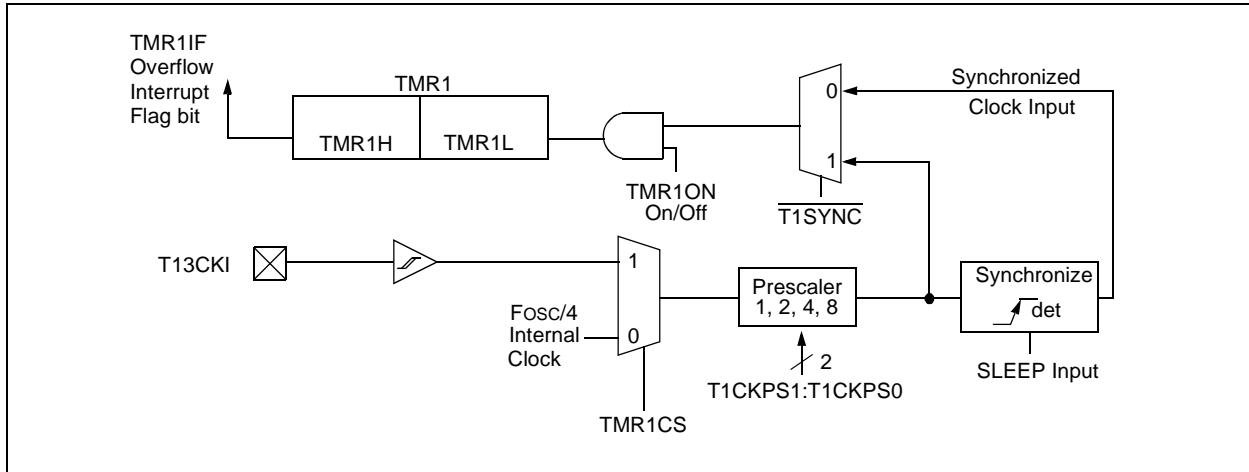 TMR1IF
Overflow
Interrupt
Flag bit
TMR1
TMR1H
TMR1L
TMR1ON
On/Off
0
1
T1SYNC
Synchronized
Clock Input
T13CKI
1
0
FOSC/4
Internal
Clock
TMR1CS
Prescaler
1, 2, 4, 8
2
T1CKPS1:T1CKPS0
Synchronize
det
SLEEP Input